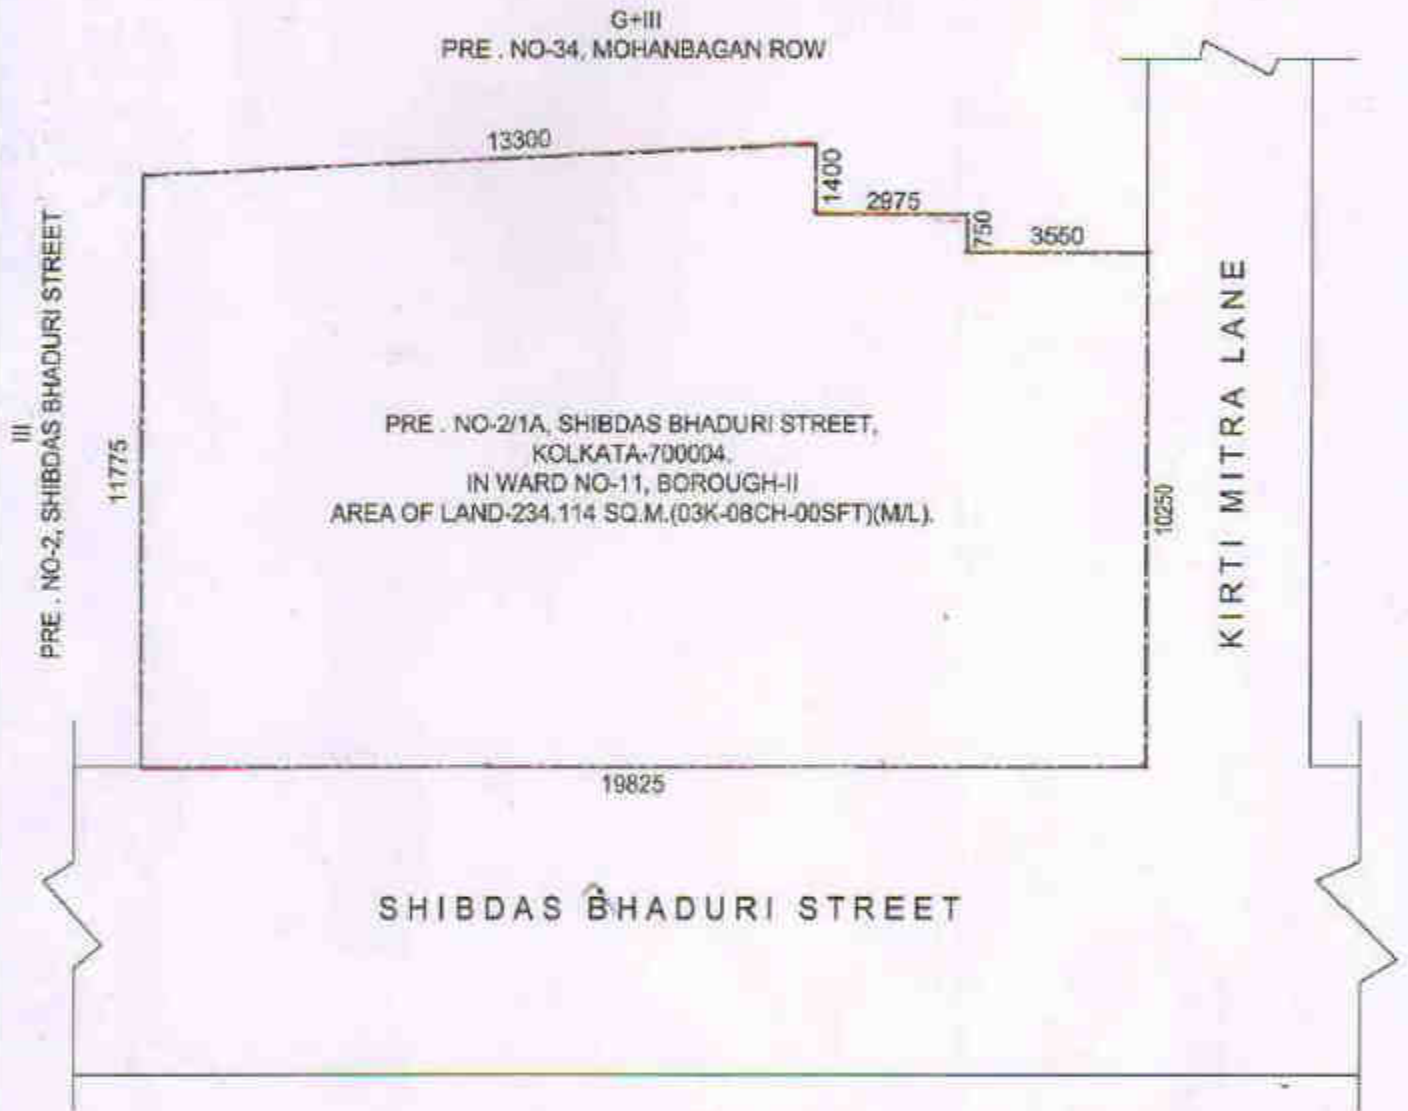 G+III
PRE . NO-34, MOHANBAGAN ROW
13300
1400
2975
750
3550
III
PRE . NO-2, SHIBDAS BHADURI STREET
11775
PRE . NO-2/1A, SHIBDAS BHADURI STREET,
KOLKATA-700004.
IN WARD NO-11, BOROUGH-II
AREA OF LAND-234.114 SQ.M.(03K-08CH-00SFT)(M/L).
10250
KIRTI MITRA LANE
19825
SHIBDAS BHADURI STREET